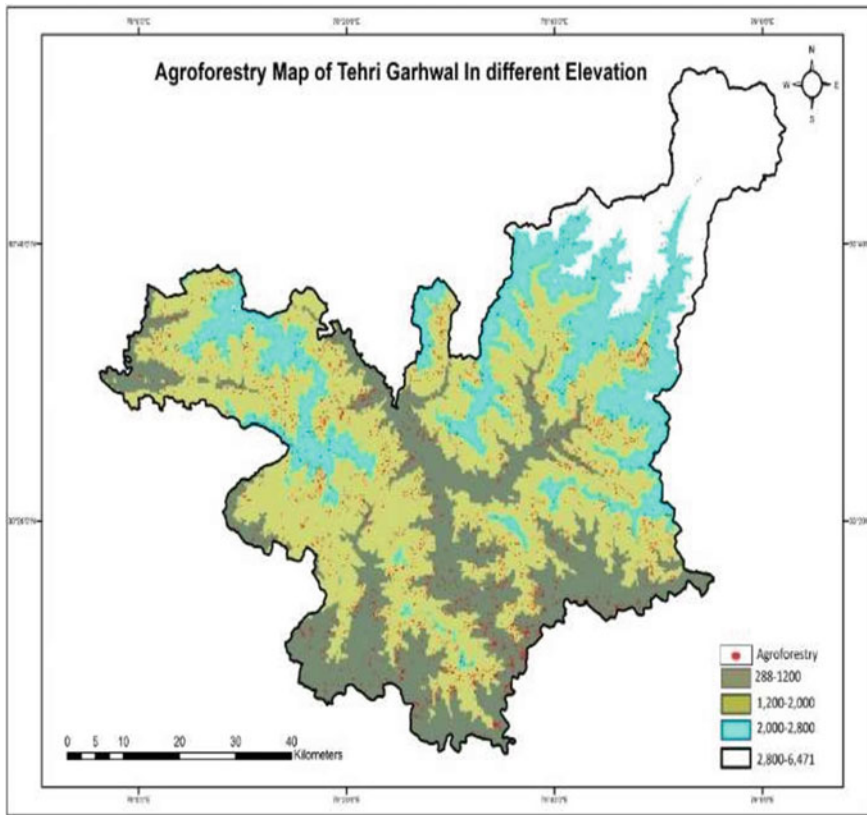 Agroforestry Map of Tehri Garhwal In different Elevation
N
W E
S
Agroforestry
288-1200
1,200-2,000
2,000-2,800
2,800-6,471
0 5 10 20 30 40
Kilometers